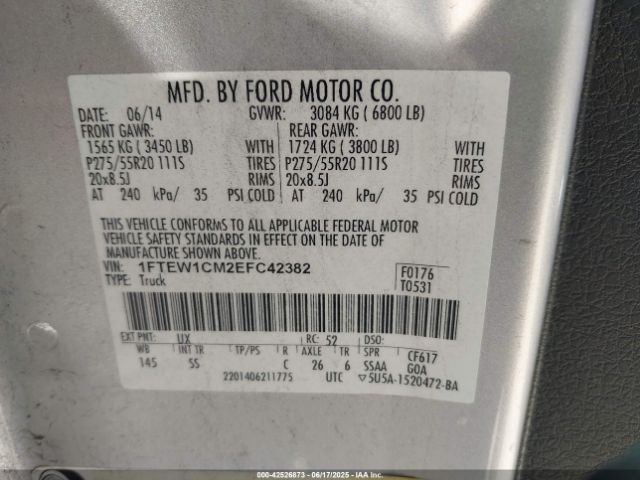 MFD. BY FORD MOTOR CO.
DATE: 06/14 GVWR: 3084 KG ( 6800 LB)
FRONT GAWR: REAR GAWR:
1565 KG ( 3450 LB) WITH 1724 KG ( 3800 LB) WITH
P275/55R20 111S TIRES P275/55R20 111S TIRES
20x8.5J RIMS 20x8.5J RIMS
AT 240 kPa/ 35 PSI COLD AT 240 kPa/ 35 PSI COLD
THIS VEHICLE CONFORMS TO ALL APPLICABLE FEDERAL MOTOR
VEHICLE SAFETY STANDARDS IN EFFECT ON THE DATE OF
MANUFACTURE SHOWN ABOVE.
VIN: 1FTEW1CM2EFC42382 F0176
TYPE: Truck T0531
EXT PNT: UX RC: 52 DSO:
WB INT TR TP/PS R AXLE TR SPR CF617
145 SS C 26 6 SSAA GOA
2201406211775 UTC 5U5A-1520472-BA
000-42526873 - 06/17/2025 - IAA Inc.